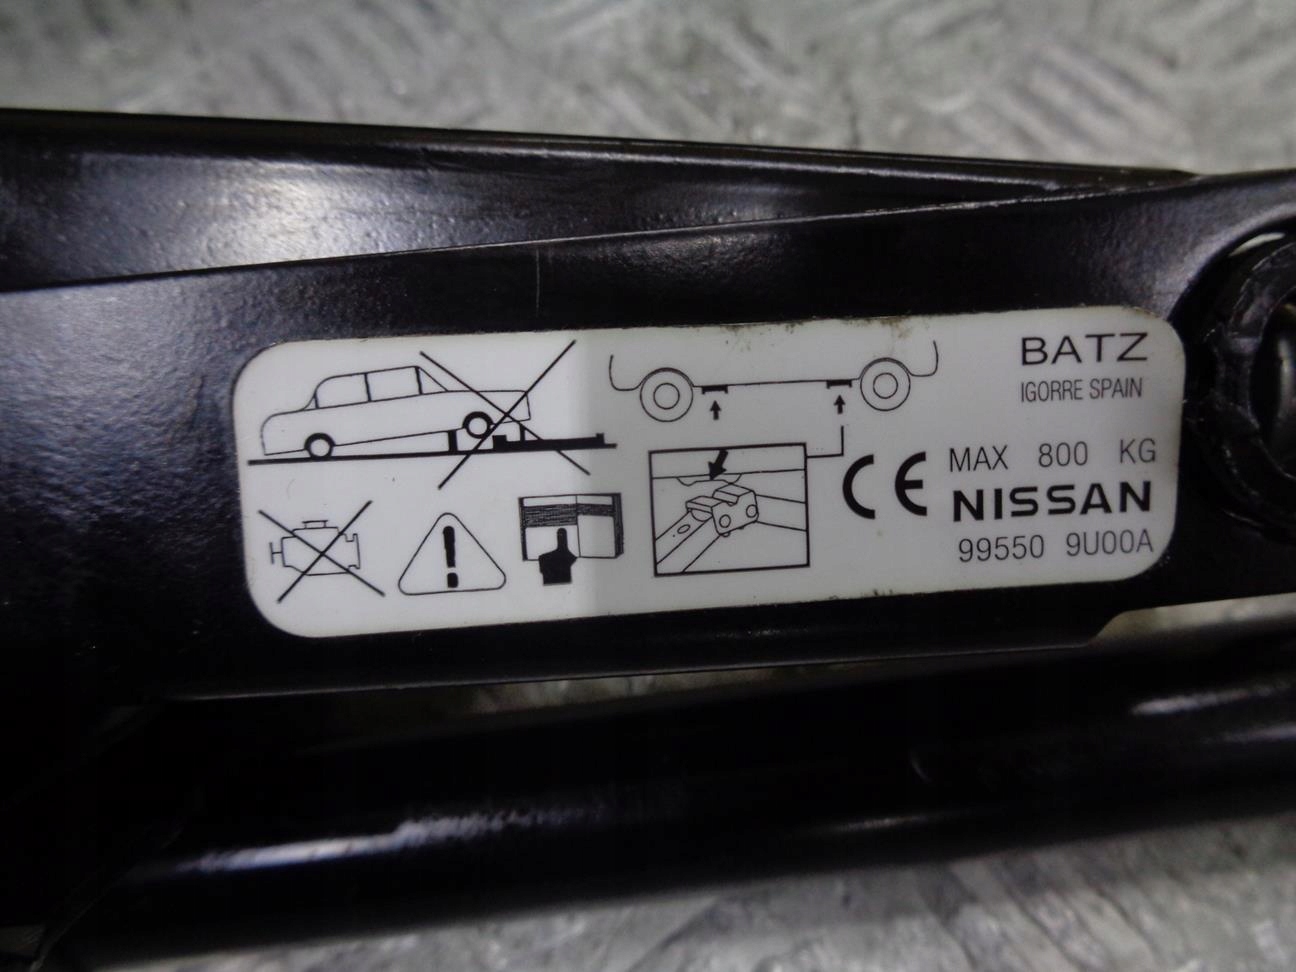 BATZ
IGORRE SPAIN
CE MAX 800 KG
NISSAN
99550 9U00A